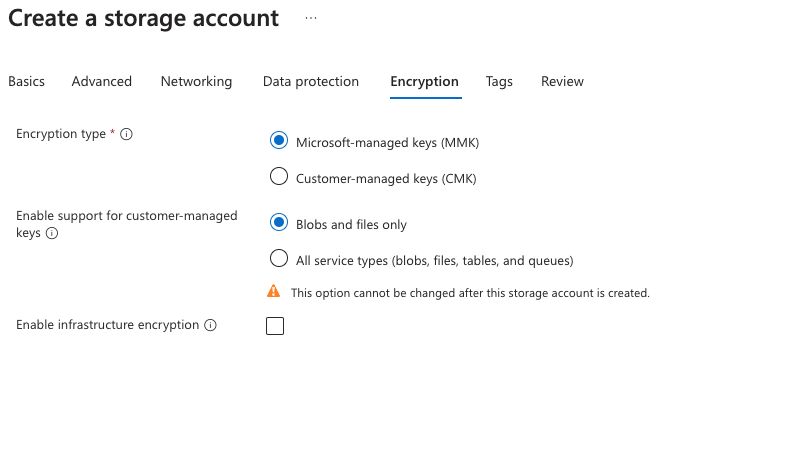 Create a storage account ...
Basics Advanced Networking Data protection Encryption Tags Review
Encryption type *
Microsoft-managed keys (MMK)
Customer-managed keys (CMK)
Enable support for customer-managed
keys
Blobs and files only
All service types (blobs, files, tables, and queues)
This option cannot be changed after this storage account is created.
Enable infrastructure encryption